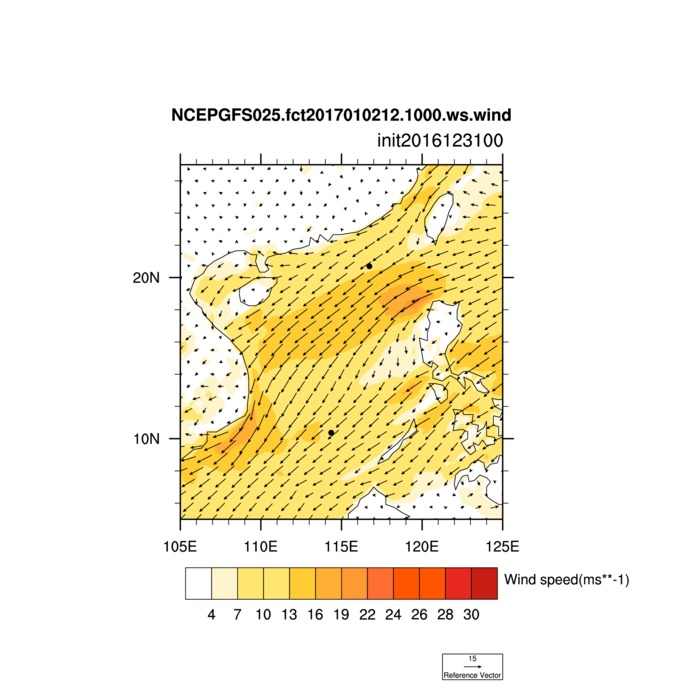 NCEPGFS025.fct2017010212.1000.ws.wind
init2016123100
20N
10N
105E 110E 115E 120E 125E
Wind speed(ms**-1)
4 7 10 13 16 19 22 24 26 28 30
15
Reference Vector